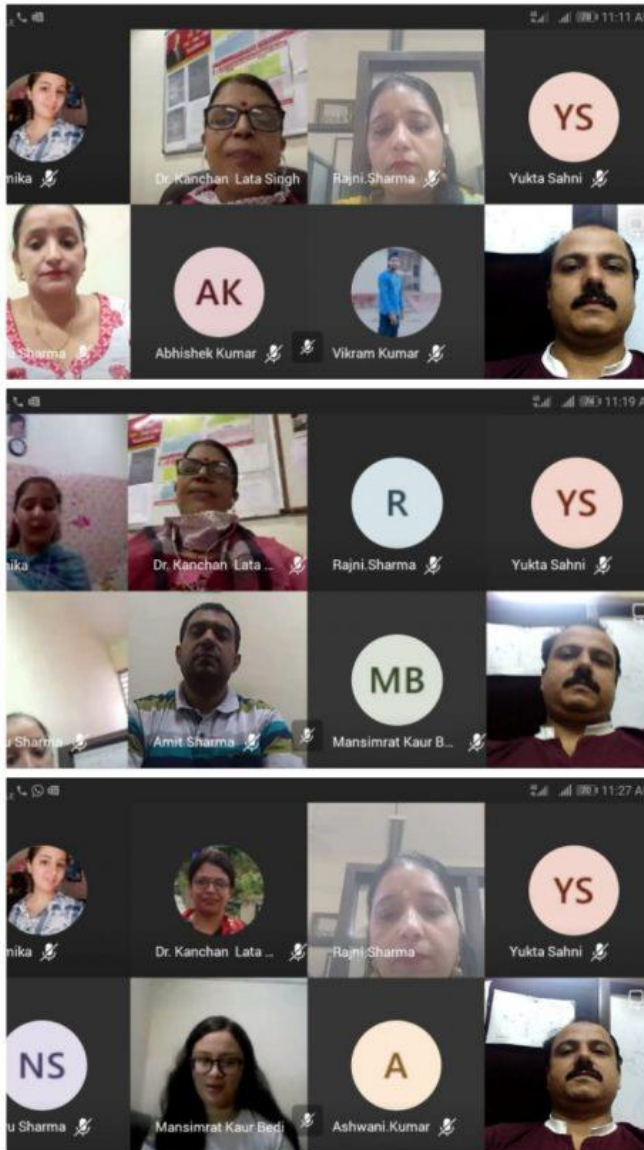 11:11 A
YS
mika
Dr. Kanchan Lata Singh
Rajni.Sharma
Yukta Sahni
AK
u Sharma
Abhishek Kumar
Vikram Kumar
11:19 A
R
YS
nika
Dr. Kanchan Lata ...
Rajni.Sharma
Yukta Sahni
MB
u Sharma
Amit Sharma
Mansimrat Kaur B...
11:27 A
YS
mika
Dr. Kanchan Lata ...
Rajni.Sharma
Yukta Sahni
NS
A
u Sharma
Mansimrat Kaur Bedi
Ashwani.Kumar